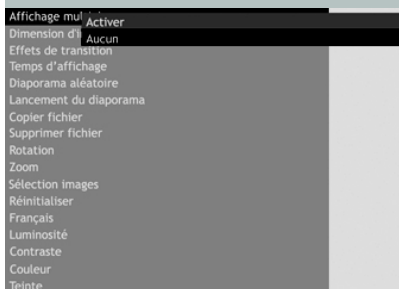 Affichage
Activer
Dimension
Aucun
Effets de transition
Temps d’affichage
Diaporama aléatoire
Lancement du diaporama
Copier fichier
Supprimer fichier
Rotation
Zoom
Sélection images
Réinitialiser
Français
Luminosité
Contraste
Couleur
Teinte